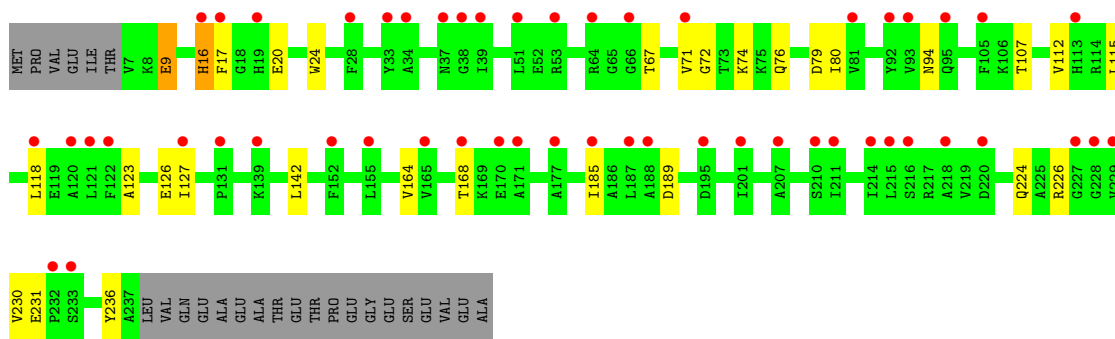 MET PRO VAL GLU ILE THR V7 K8 E9 H16 F17 G18 H19 E20 W24 F28 Y33 A34 N37 G38 I39 L51 E52 R53 R64 G65 G66 T67 V71 G72 T73 K74 K75 Q76 D79 I80 V81 Y92 V93 N94 Q95 F105 K106 T107 V112 H113 R114 L115
L118 E119 A120 L121 F122 A123 E126 I127 P131 K139 L142 F152 L155 V164 V165 T168 K169 E170 A171 A177 I185 A186 L187 A188 D189 D195 I201 A207 S210 I211 I214 L215 S216 R217 A218 V219 D220 Q224 A225 R226 G227 G228 V229
V230 E231 P232 S233 Y236 A237 LEU VAL GLN GLU ALA GLU ALA THR GLU THR PRO GLU GLY GLU SER GLU VAL GLU ALA